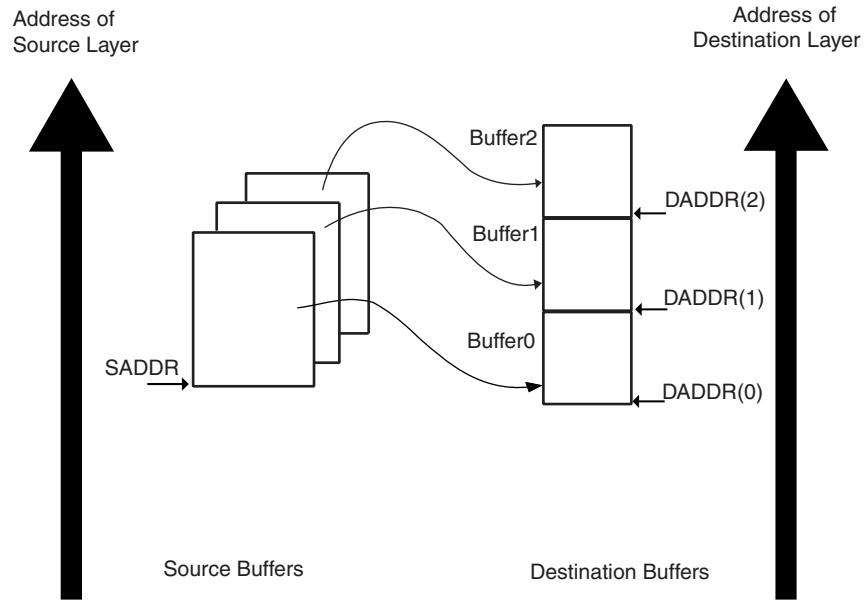 Address of
Source Layer
Address of
Destination Layer
Buffer2
DADDR(2)
Buffer1
DADDR(1)
Buffer0
SADDR
DADDR(0)
Source Buffers
Destination Buffers